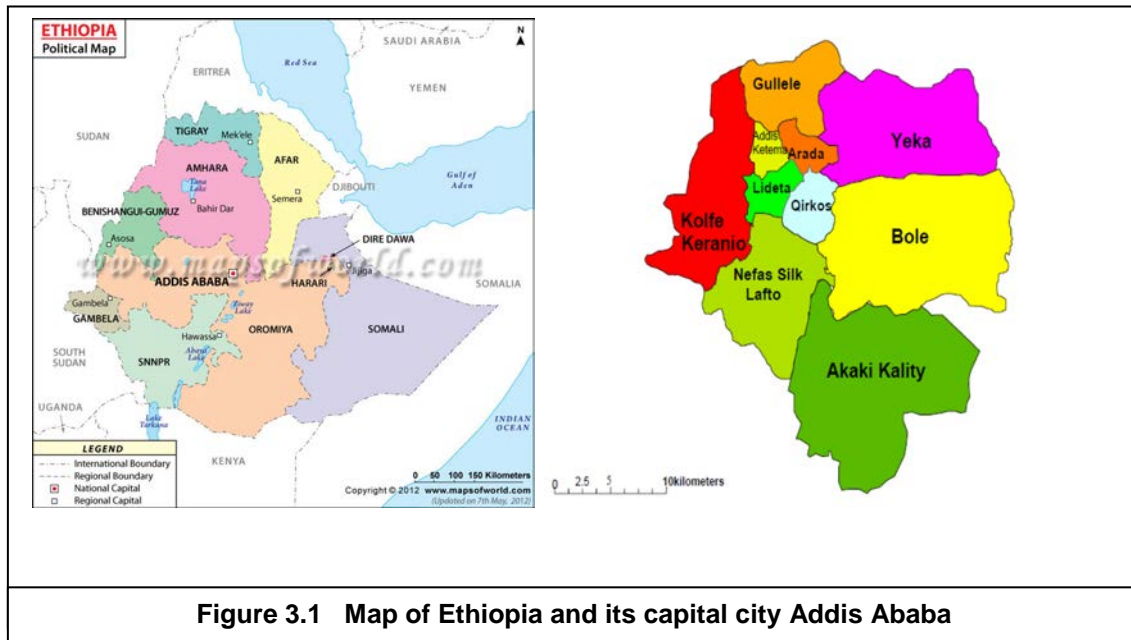 ETHIOPIA
Political Map
N
SAUDI ARABIA
Red Sea
ERITREA
YEMEN
SUDAN
TIGRAY
Mek'ele
AFAR
AMHARA
Tana
Lake
Bahir Dar
Semera
DJIBOUTI
Gulf of
Aden
BENISHANGUI-GUMUZ
Asosa
DIRE DAWA
www.mapsofworld.com
Jijiga
ADDIS ABABA
HARARI
SOMALIA
Gambela
GAMBELA
Ziway
Lake
OROMIYA
SOMALI
Hawassa
SNNPR
Abaya
Lake
SOUTH
SUDAN
UGANDA
Lake
Turkana
INDIAN
OCEAN
KENYA
LEGEND
International Boundary
Regional Boundary
National Capital
Regional Capital
0 50 100 150 Kilometers
Copyright © 2012 www.mapsofworld.com
(Updated on 7th May, 2012)
Gullele
Yeka
Addis
Ketema
Arada
Lideta
Qirkos
Kolfe
Keranio
Bole
Nefas Silk
Lafto
Akaki Kality
0 2.5 5 10kilometers
Figure 3.1 Map of Ethiopia and its capital city Addis Ababa